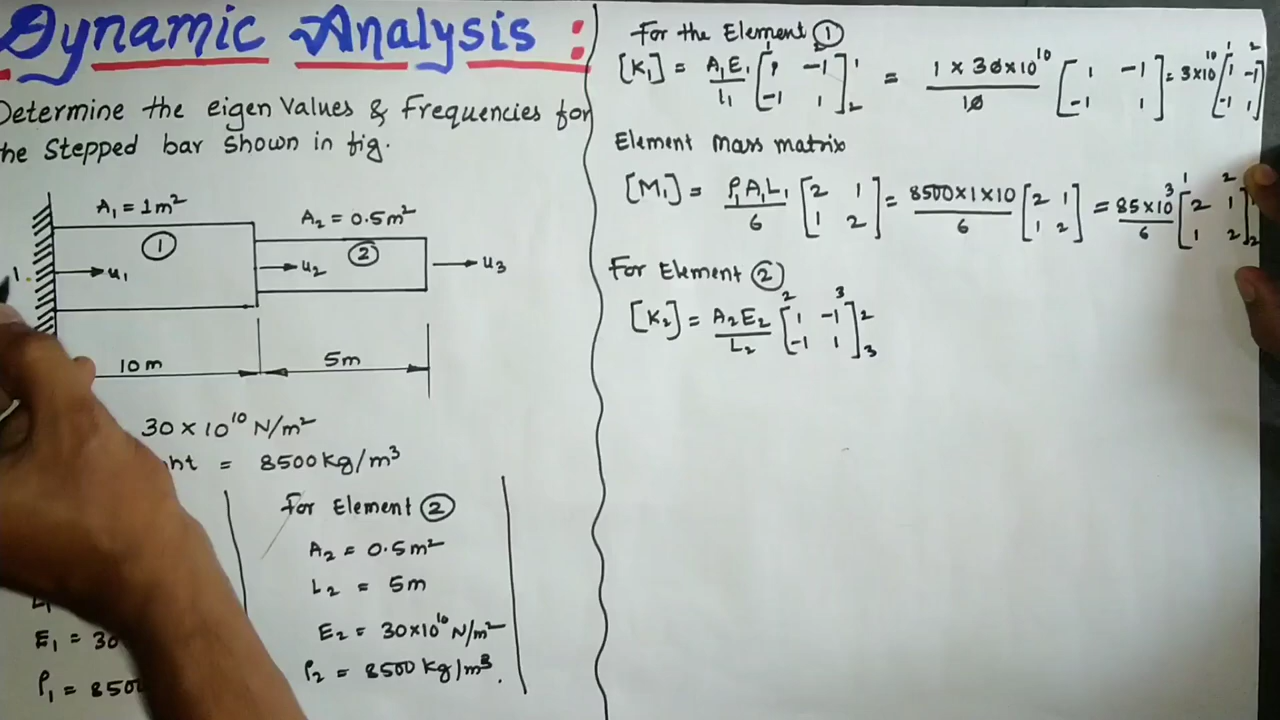 Dynamic Analysis :
Determine the eigen Values & Frequencies for
the Stepped bar shown in fig.
A₁ = 1m²
A₂ = 0.5m²
① ②
1. u₁ u₂ u₃
10 m 5m
30 × 10¹⁰ N/m²
= 8500 kg/m³
for Element ②
A₂ = 0.5m²
L₂ = 5m
E₁ = 30
E₂ = 30×10¹⁰ N/m²
ρ₁ = 850
ρ₂ = 8500 kg/m³.
For the Element ①
[K₁] = A₁E₁/l₁ [1 -1; -1 1] 1 2 = 1 × 30×10¹⁰/10 [1 -1; -1 1] = 3×10¹⁰ [1 -1; -1 1]
Element mass matrix
[M₁] = ρ₁A₁L₁/6 [2 1; 1 2] = 8500×1×10/6 [2 1; 1 2] = 85×10³/6 [2 1; 1 2]
For Element ②
[K₂] = A₂E₂/L₂ [1 -1; -1 1] 2 3